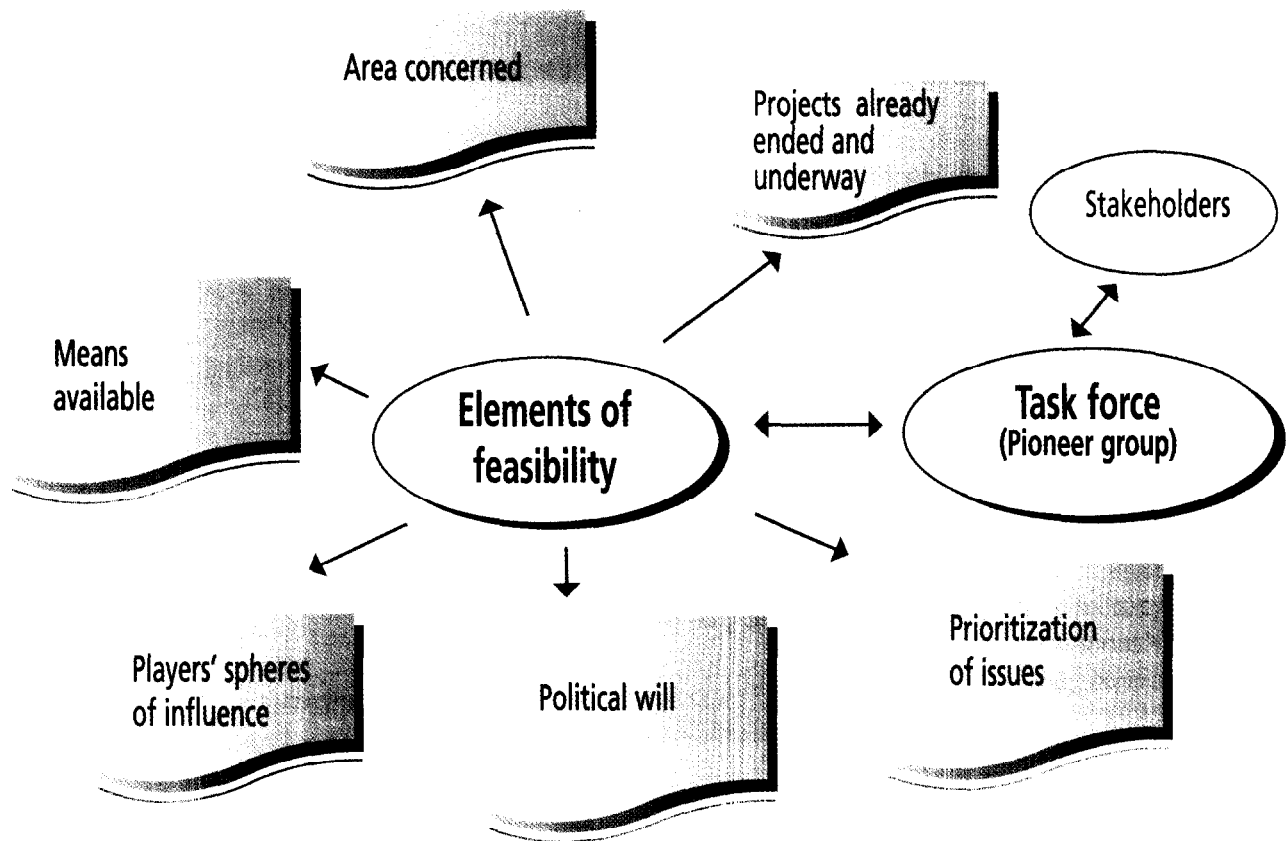 Area concerned
Projects already
ended and
underway
Stakeholders
Means
available
Elements of
feasibility
Task force
(Pioneer group)
Players' spheres
of influence
Political will
Prioritization
of issues